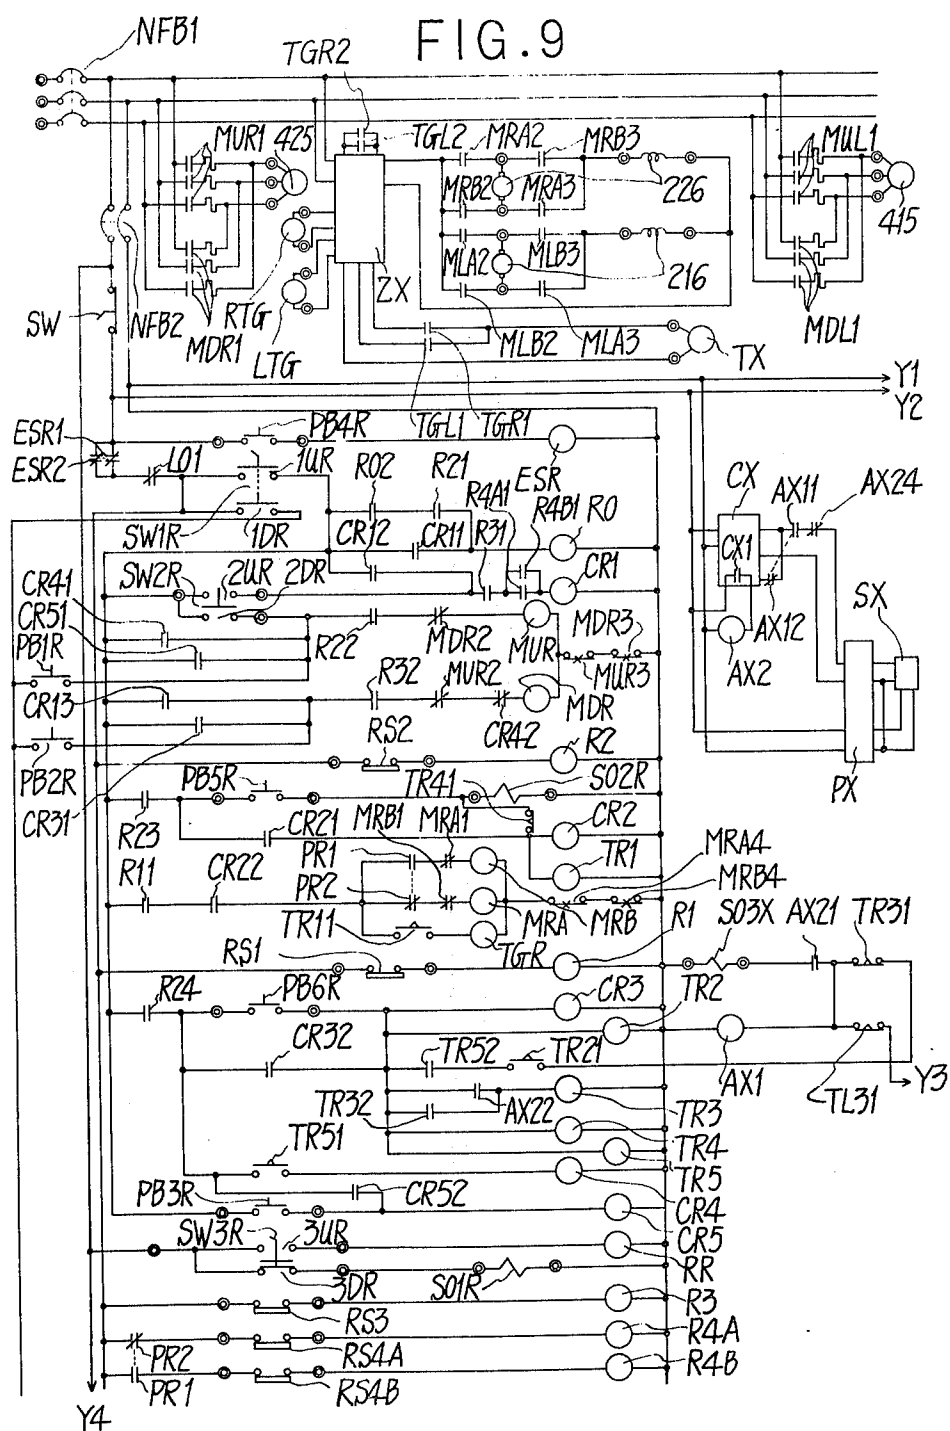 FIG.9
NFB1
TGR2
TGL2
MRA2
MRB3
MUR1
425
MUL1
MRB2
MRA3
226
415
MLA2
MLB3
216
ZX
RTG
SW
NFB2
MDR1
LTG
MLB2
MLA3
TX
MDL1
Y1
Y2
TGL1
TGR1
ESR1
ESR2
L01
PB4R
1UR
R02
R21
ESR
R4A1
R4B1
R0
CX
AX11
AX24
SW1R
1DR
CR12
CR11
R31
CX1
CR41
SW2R
2UR
2DR
CR1
SX
CR51
AX12
PB1R
R22
MDR2
MUR
MDR3
AX2
MUR3
CR13
R32
MUR2
MDR
CR42
RS2
R2
PB2R
PX
PB5R
TR41
S02R
CR31
R23
CR21
MRB1
MRA1
CR2
R11
CR22
PR1
TR1
MRA4
PR2
MRB4
TR11
MRA
MRB
R1
S03X
AX21
TR31
RS1
TGR
R24
PB6R
CR3
TR2
CR32
TR52
TR21
AX1
Y3
TR32
AX22
TR3
TL31
TR51
TR4
TR5
PB3R
CR52
CR4
SW3R
3UR
CR5
RR
3DR
S01R
R3
RS3
R4A
PR2
RS4A
R4B
PR1
RS4B
Y4